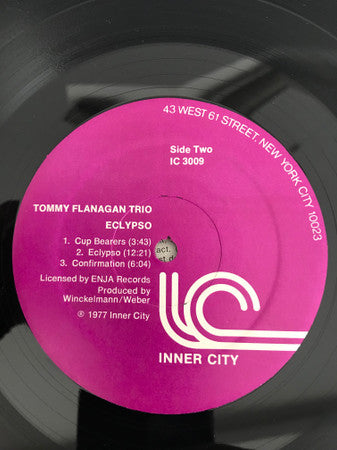 43 WEST 61 STREET, NEW YORK CITY 10023
Side Two
IC 3009
TOMMY FLANAGAN TRIO
ECLYPSO
1. Cup Bearers (3:43)
2. Eclypso (12:21)
3. Confirmation (6:04)
Licensed by ENJA Records
Produced by
Winckelmann/Weber
℗ 1977 Inner City
act.
INNER CITY